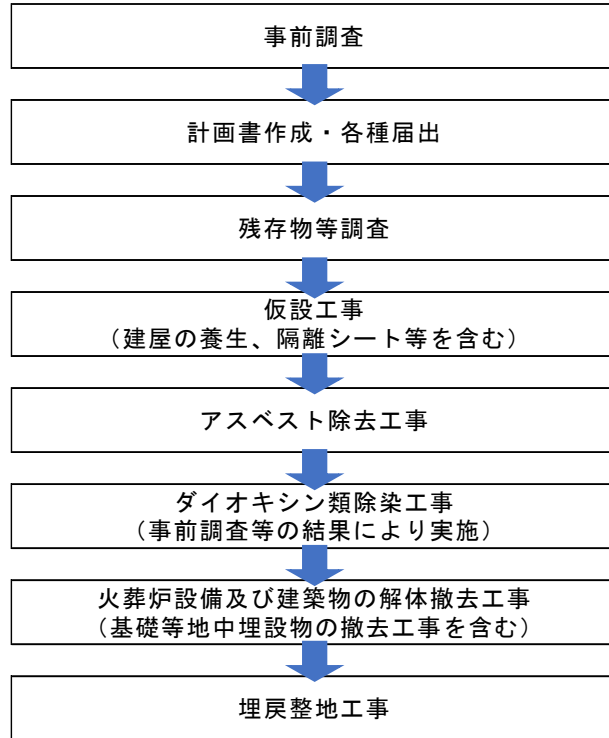 事前調査
計画書作成・各種届出
残存物等調査
仮設工事
（建屋の養生、隔離シート等を含む）
アスベスト除去工事
ダイオキシン類除染工事
（事前調査等の結果により実施）
火葬炉設備及び建築物の解体撤去工事
（基礎等地中埋設物の撤去工事を含む）
埋戻整地工事